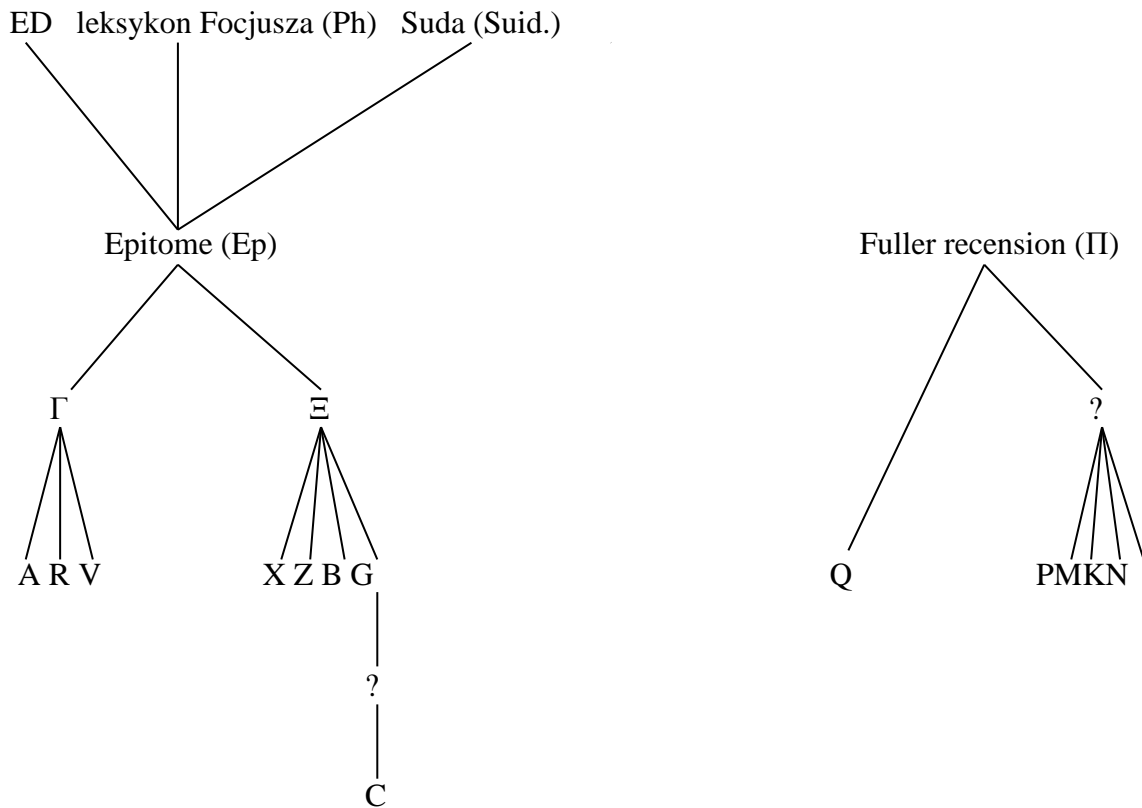 ED leksykon Focjusza (Ph) Suda (Suid.)
Epitome (Ep) Fuller recension (Π)
Γ Ξ ?
A R V X Z B G Q PMKN
?
C